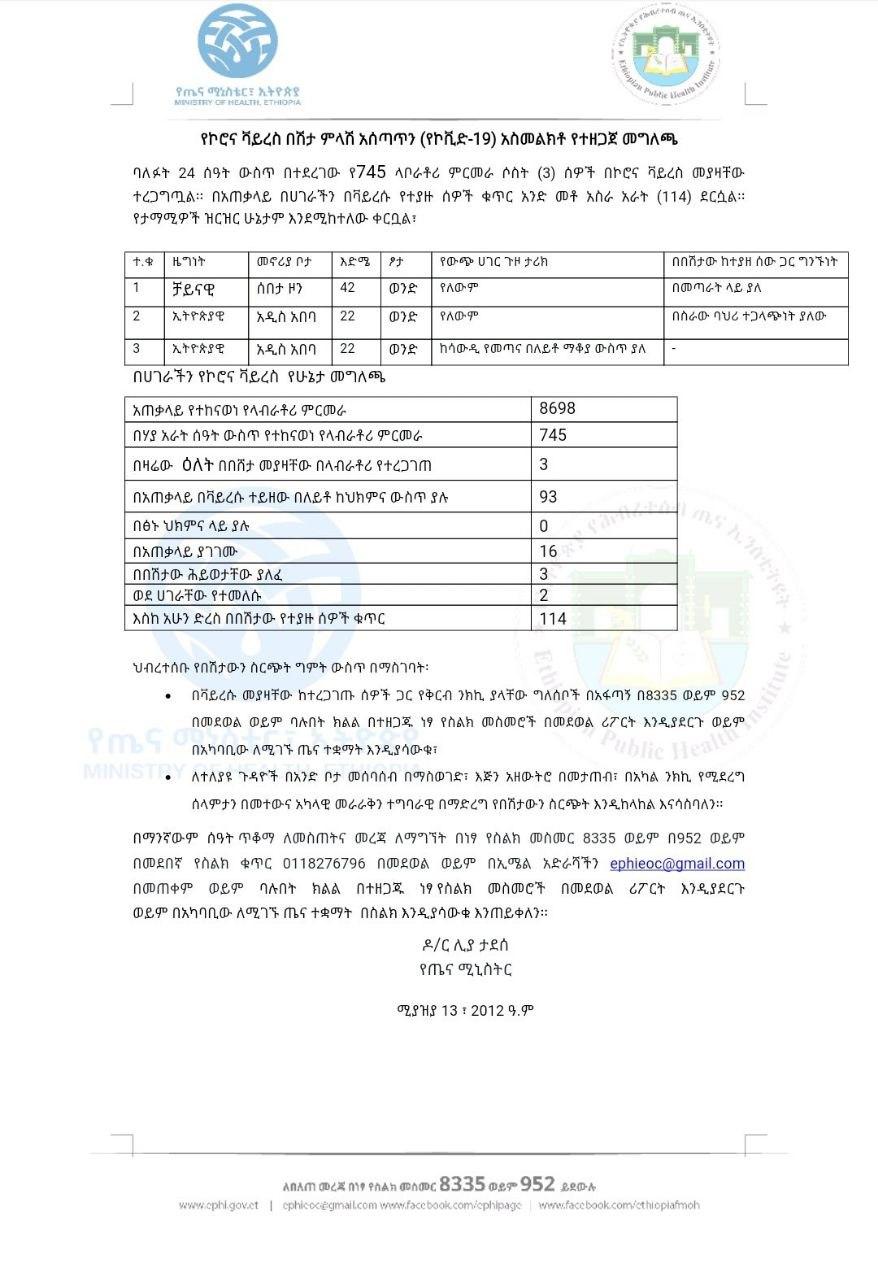 የጤና ሚኒስቴር፣ ኢትዮጵያ
MINISTRY OF HEALTH, ETHIOPIA
Ethiopian Public Health Institute
የኮሮና ቫይረስ በሽታ ምላሽ አሰጣጥን (የኮቪድ-19) አስመልክቶ የተዘጋጀ መግለጫ
ባለፉት 24 ሰዓት ውስጥ በተደረገው የ745 ላቦራቶሪ ምርመራ ሶስት (3) ሰዎች በኮሮና ቫይረስ መያዛቸው
ተረጋግጧል፡፡ በአጠቃላይ በሀገራችን በቫይረሱ የተያዙ ሰዎች ቁጥር አንድ መቶ አስራ አራት (114) ደርሷል፡፡
የታማሚዎች ዝርዝር ሁኔታም እንደሚከተለው ቀርቧል፣
ተ.ቁ ዜግነት መኖሪያ ቦታ እድሜ ፆታ የውጭ ሀገር ጉዞ ታሪክ በበሽታው ከተያዘ ሰው ጋር ግንኙነት
1 ቻይናዊ ሰበታ ዞን 42 ወንድ የለውም በመጣራት ላይ ያለ
2 ኢትዮጵያዊ አዲስ አበባ 22 ወንድ የለውም በስራው ባህሪ ተጋላጭነት ያለው
3 ኢትዮጵያዊ አዲስ አበባ 22 ወንድ ከሳውዲ የመጣና በለይቶ ማቆያ ውስጥ ያለ -
በሀገራችን የኮሮና ቫይረስ የሁኔታ መግለጫ
አጠቃላይ የተከናወነ የላብራቶሪ ምርመራ 8698
በሃያ አራት ሰዓት ውስጥ የተከናወነ የላብራቶሪ ምርመራ 745
በዛሬው ዕለት በበሽታ መያዛቸው በላብራቶሪ የተረጋገጠ 3
በአጠቃላይ በቫይረሱ ተይዘው በለይቶ ከህክምና ውስጥ ያሉ 93
በፅኑ ህክምና ላይ ያሉ 0
በአጠቃላይ ያገገሙ 16
በበሽታው ሕይወታቸው ያለፈ 3
ወደ ሀገራቸው የተመለሱ 2
እስከ አሁን ድረስ በበሽታው የተያዙ ሰዎች ቁጥር 114
ህብረተሰቡ የበሽታውን ስርጭት ግምት ውስጥ በማስገባት፡
• በቫይረሱ መያዛቸው ከተረጋገጡ ሰዎች ጋር የቅርብ ንክኪ ያላቸው ግለሰቦች በአፋጣኝ በ8335 ወይም 952
በመደወል ወይም ባሉበት ክልል በተዘጋጁ ነፃ የስልክ መስመሮች በመደወል ሪፖርት እንዲያደርጉ ወይም
በአካባቢው ለሚገኙ ጤና ተቋማት እንዲያሳውቁ፣
• ለተለያዩ ጉዳዮች በአንድ ቦታ መሰባሰብ በማስወገድ፣ እጅን አዘውትሮ በመታጠብ፣ በአካል ንክኪ የሚደረግ
ሰላምታን በመተውና አካላዊ መራራቅን ተግባራዊ በማድረግ የበሽታውን ስርጭት እንዲከላከል እናሳስባለን፡፡
በማንኛውም ሰዓት ጥቆማ ለመስጠትና መረጃ ለማግኘት በነፃ የስልክ መስመር 8335 ወይም በ952 ወይም
በመደበኛ የስልክ ቁጥር 0118276796 በመደወል ወይም በኢሜል አድራሻችን ephieoc@gmail.com
በመጠቀም ወይም ባሉበት ክልል በተዘጋጁ ነፃ የስልክ መስመሮች በመደወል ሪፖርት እንዲያደርጉ
ወይም በአካባቢው ለሚገኙ ጤና ተቋማት በስልክ እንዲያሳውቁ እንጠይቀለን፡፡
ዶ/ር ሊያ ታደሰ
የጤና ሚኒስትር
ሚያዝያ 13 ፣ 2012 ዓ.ም
ለበለጠ መረጃ በነፃ የስልክ መስመር 8335 ወይም 952 ይደውሉ
www.ephi.gov.et | ephieoc@gmail.com www.facebook.com/ephipage | www.facebook.com/ethiopiafmoh